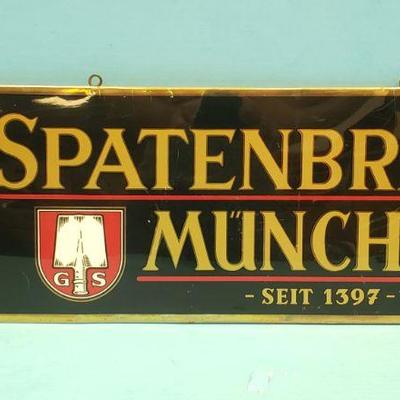 SPATENBR
MÜNCH
G S
- SEIT 1397 -